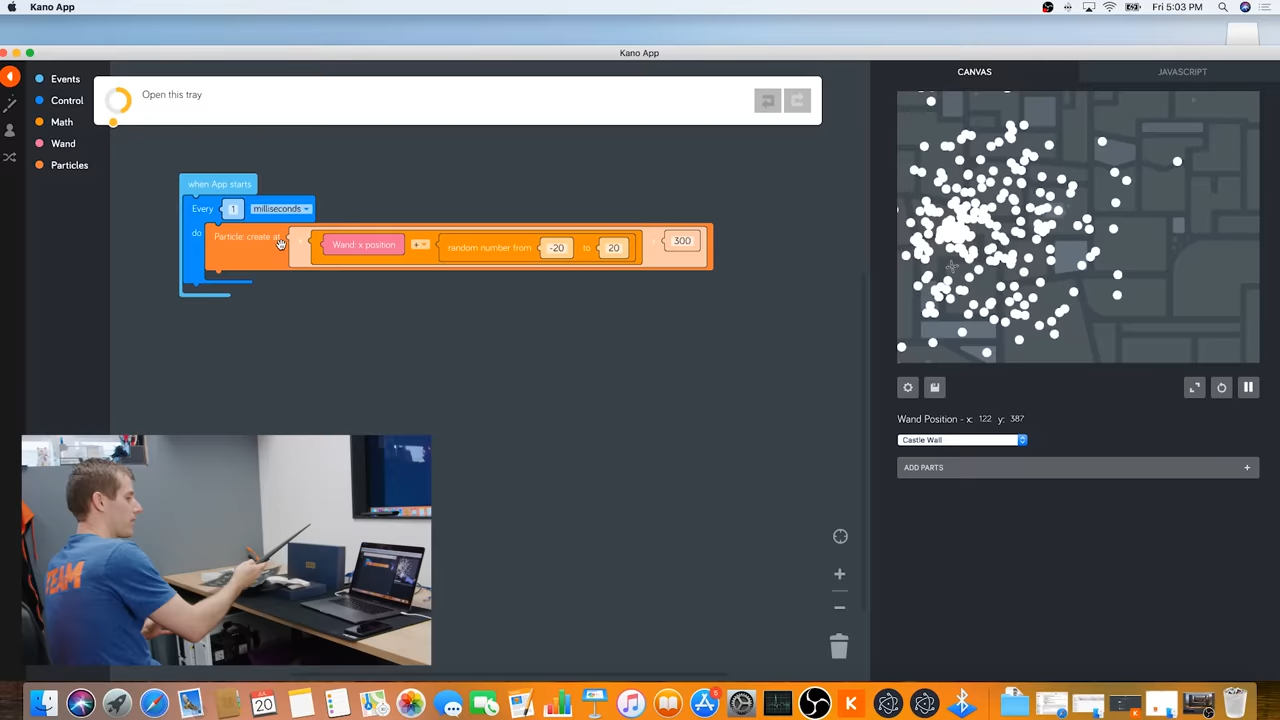 Kano App
Fri 5:03 PM
Kano App
Events
Control
Math
Wand
Particles
Open this tray
when App starts
Every 1 milliseconds
do
Particle: create at
Wand: x position + random number from -20 to 20
300
CANVAS
JAVASCRIPT
Wand Position - x: 122 y: 387
Castle Wall
ADD PARTS
TEAM
JUL
20
5
K